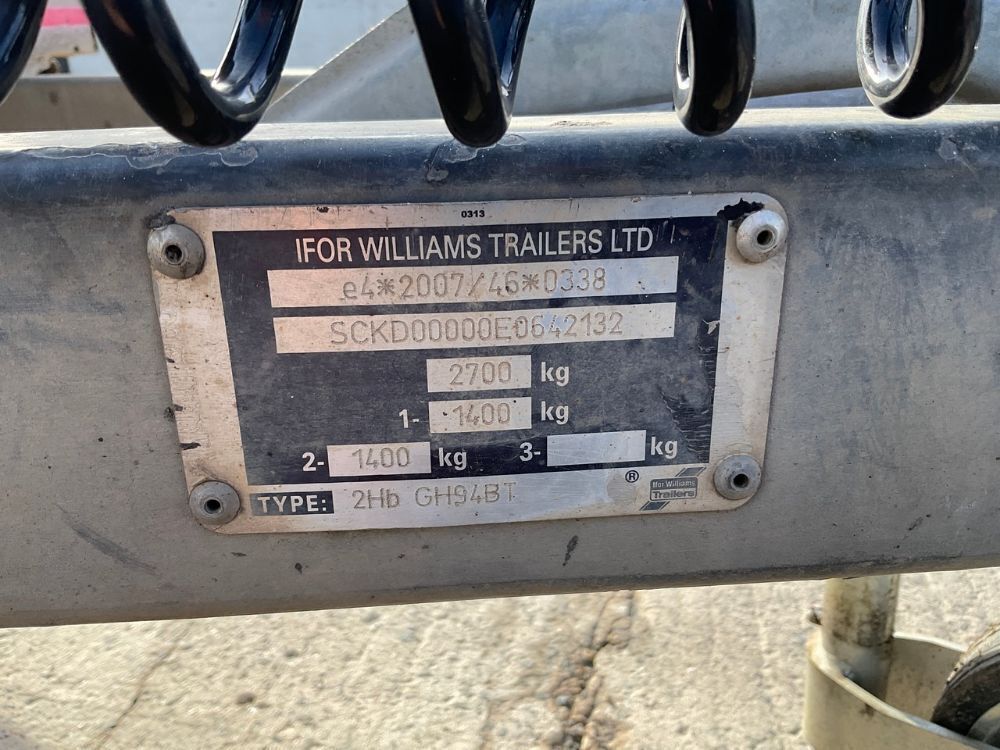 0313
IFOR WILLIAMS TRAILERS LTD
e4*2007/46*0338
SCKD00000E0642132
2700 kg
1- 1400 kg
2- 1400 kg 3- kg
®
Ifor Williams
Trailers
TYPE: 2Hb GH94BT